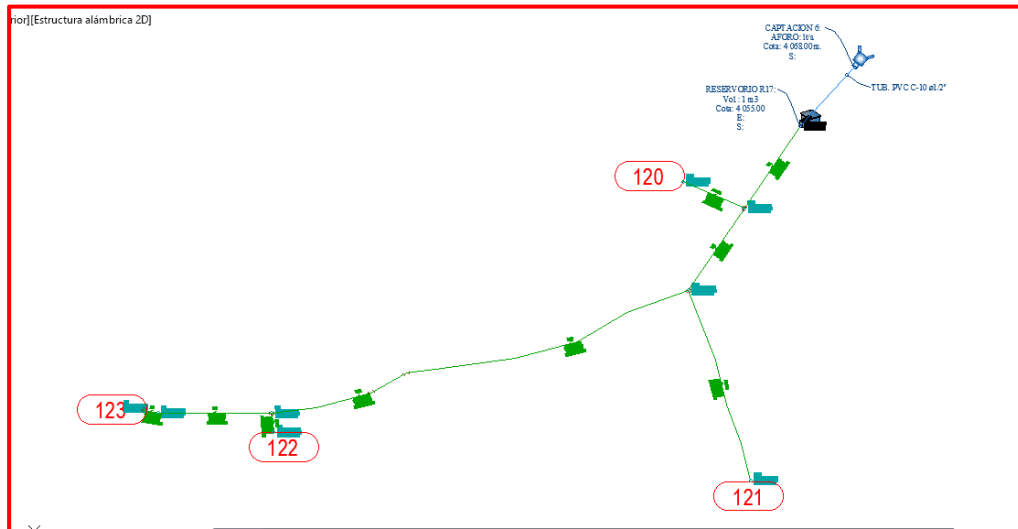 rior][Estructura alámbrica 2D]
CAPTACION 6:
AFORO: lt/s.
Cota: 4 068.00m.
S:
TUB. PVC C-10 ø1/2"
RESERVORIO R17:
Vol : 1 m3
Cota: 4 055.00
E:
S:
120
123
122
121